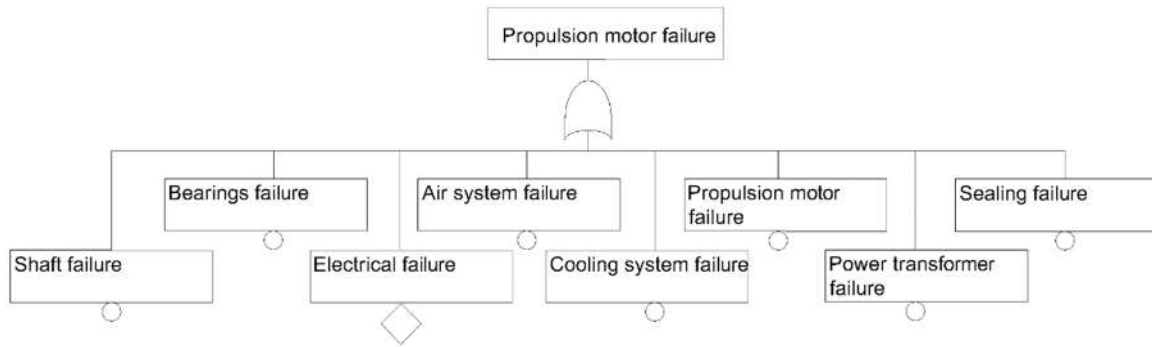 Propulsion motor failure
Bearings failure
Air system failure
Propulsion motor
failure
Sealing failure
Shaft failure
Electrical failure
Cooling system failure
Power transformer
failure